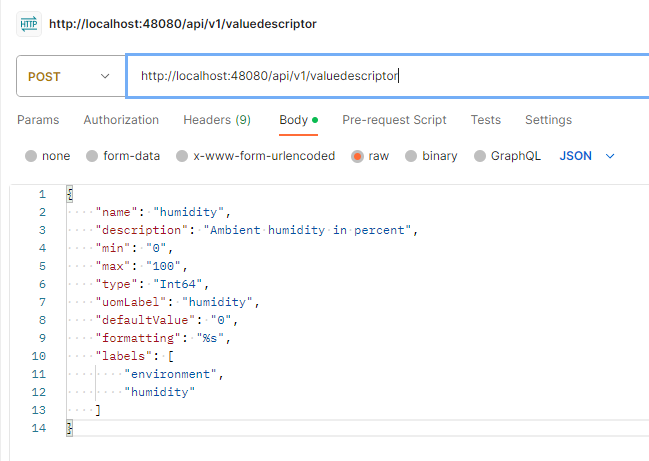 HTTP http://localhost:48080/api/v1/valuedescriptor
POST http://localhost:48080/api/v1/valuedescriptor
Params Authorization Headers (9) Body Pre-request Script Tests Settings
none form-data x-www-form-urlencoded raw binary GraphQL JSON
1 {
2 "name": "humidity",
3 "description": "Ambient humidity in percent",
4 "min": "0",
5 "max": "100",
6 "type": "Int64",
7 "uomLabel": "humidity",
8 "defaultValue": "0",
9 "formatting": "%s",
10 "labels": [
11 "environment",
12 "humidity"
13 ]
14 }